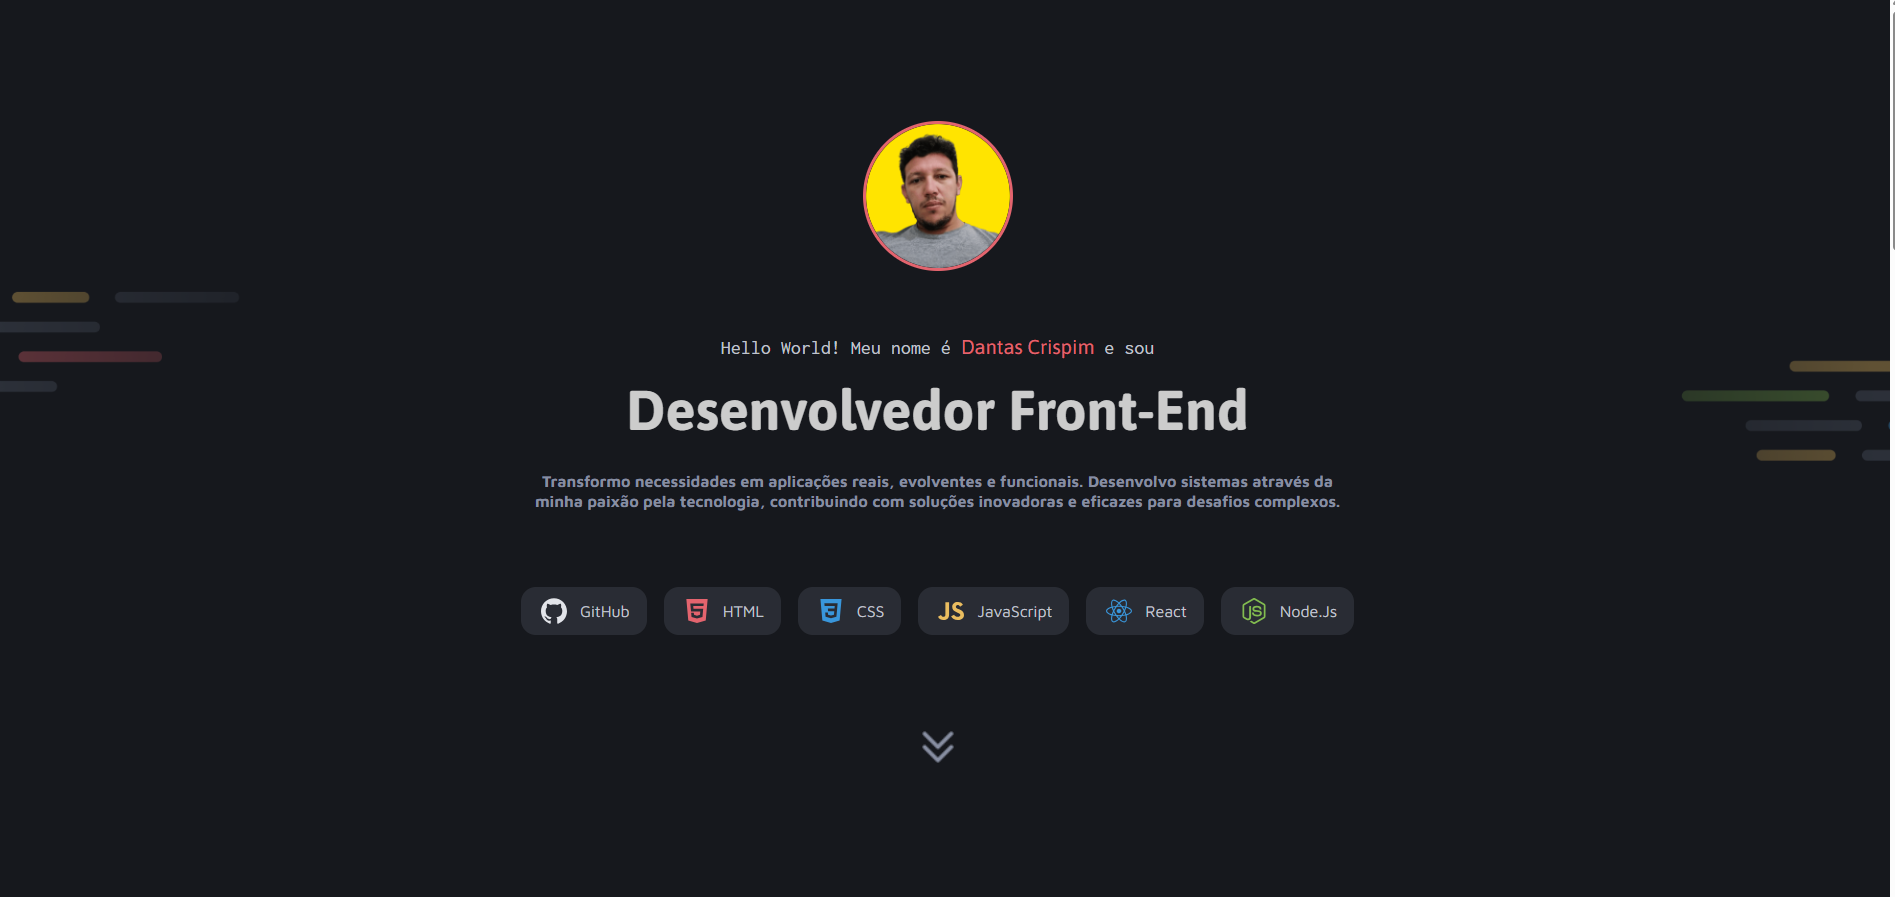 Hello World! Meu nome é Dantas Crispim e sou
Desenvolvedor Front-End
Transformo necessidades em aplicações reais, evolventes e funcionais. Desenvolvo sistemas através da
minha paixão pela tecnologia, contribuindo com soluções inovadoras e eficazes para desafios complexos.
GitHub HTML CSS JS JavaScript React JS Node.Js